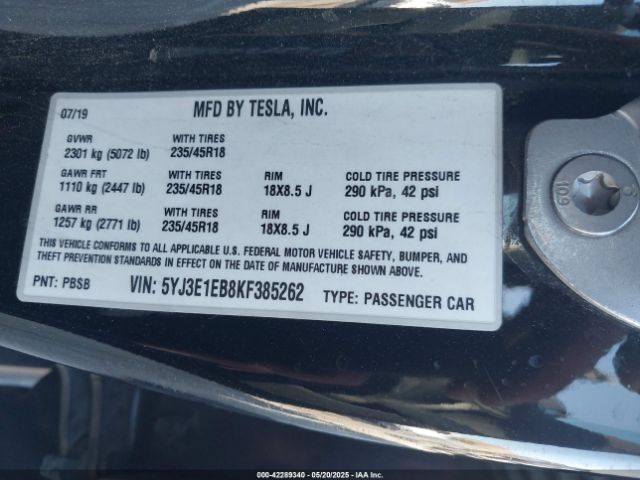 07/19 MFD BY TESLA, INC.
GVWR WITH TIRES
2301 kg (5072 lb) 235/45R18
GAWR FRT WITH TIRES RIM COLD TIRE PRESSURE
1110 kg (2447 lb) 235/45R18 18X8.5 J 290 kPa, 42 psi
GAWR RR WITH TIRES RIM COLD TIRE PRESSURE
1257 kg (2771 lb) 235/45R18 18X8.5 J 290 kPa, 42 psi
THIS VEHICLE CONFORMS TO ALL APPLICABLE U.S. FEDERAL MOTOR VEHICLE SAFETY, BUMPER, AND
THEFT PREVENTION STANDARDS IN EFFECT ON THE DATE OF MANUFACTURE SHOWN ABOVE.
PNT: PBSB VIN: 5YJ3E1EB8KF385262 TYPE: PASSENGER CAR
10.9
000-42289340 - 05/20/2025 - IAA Inc.